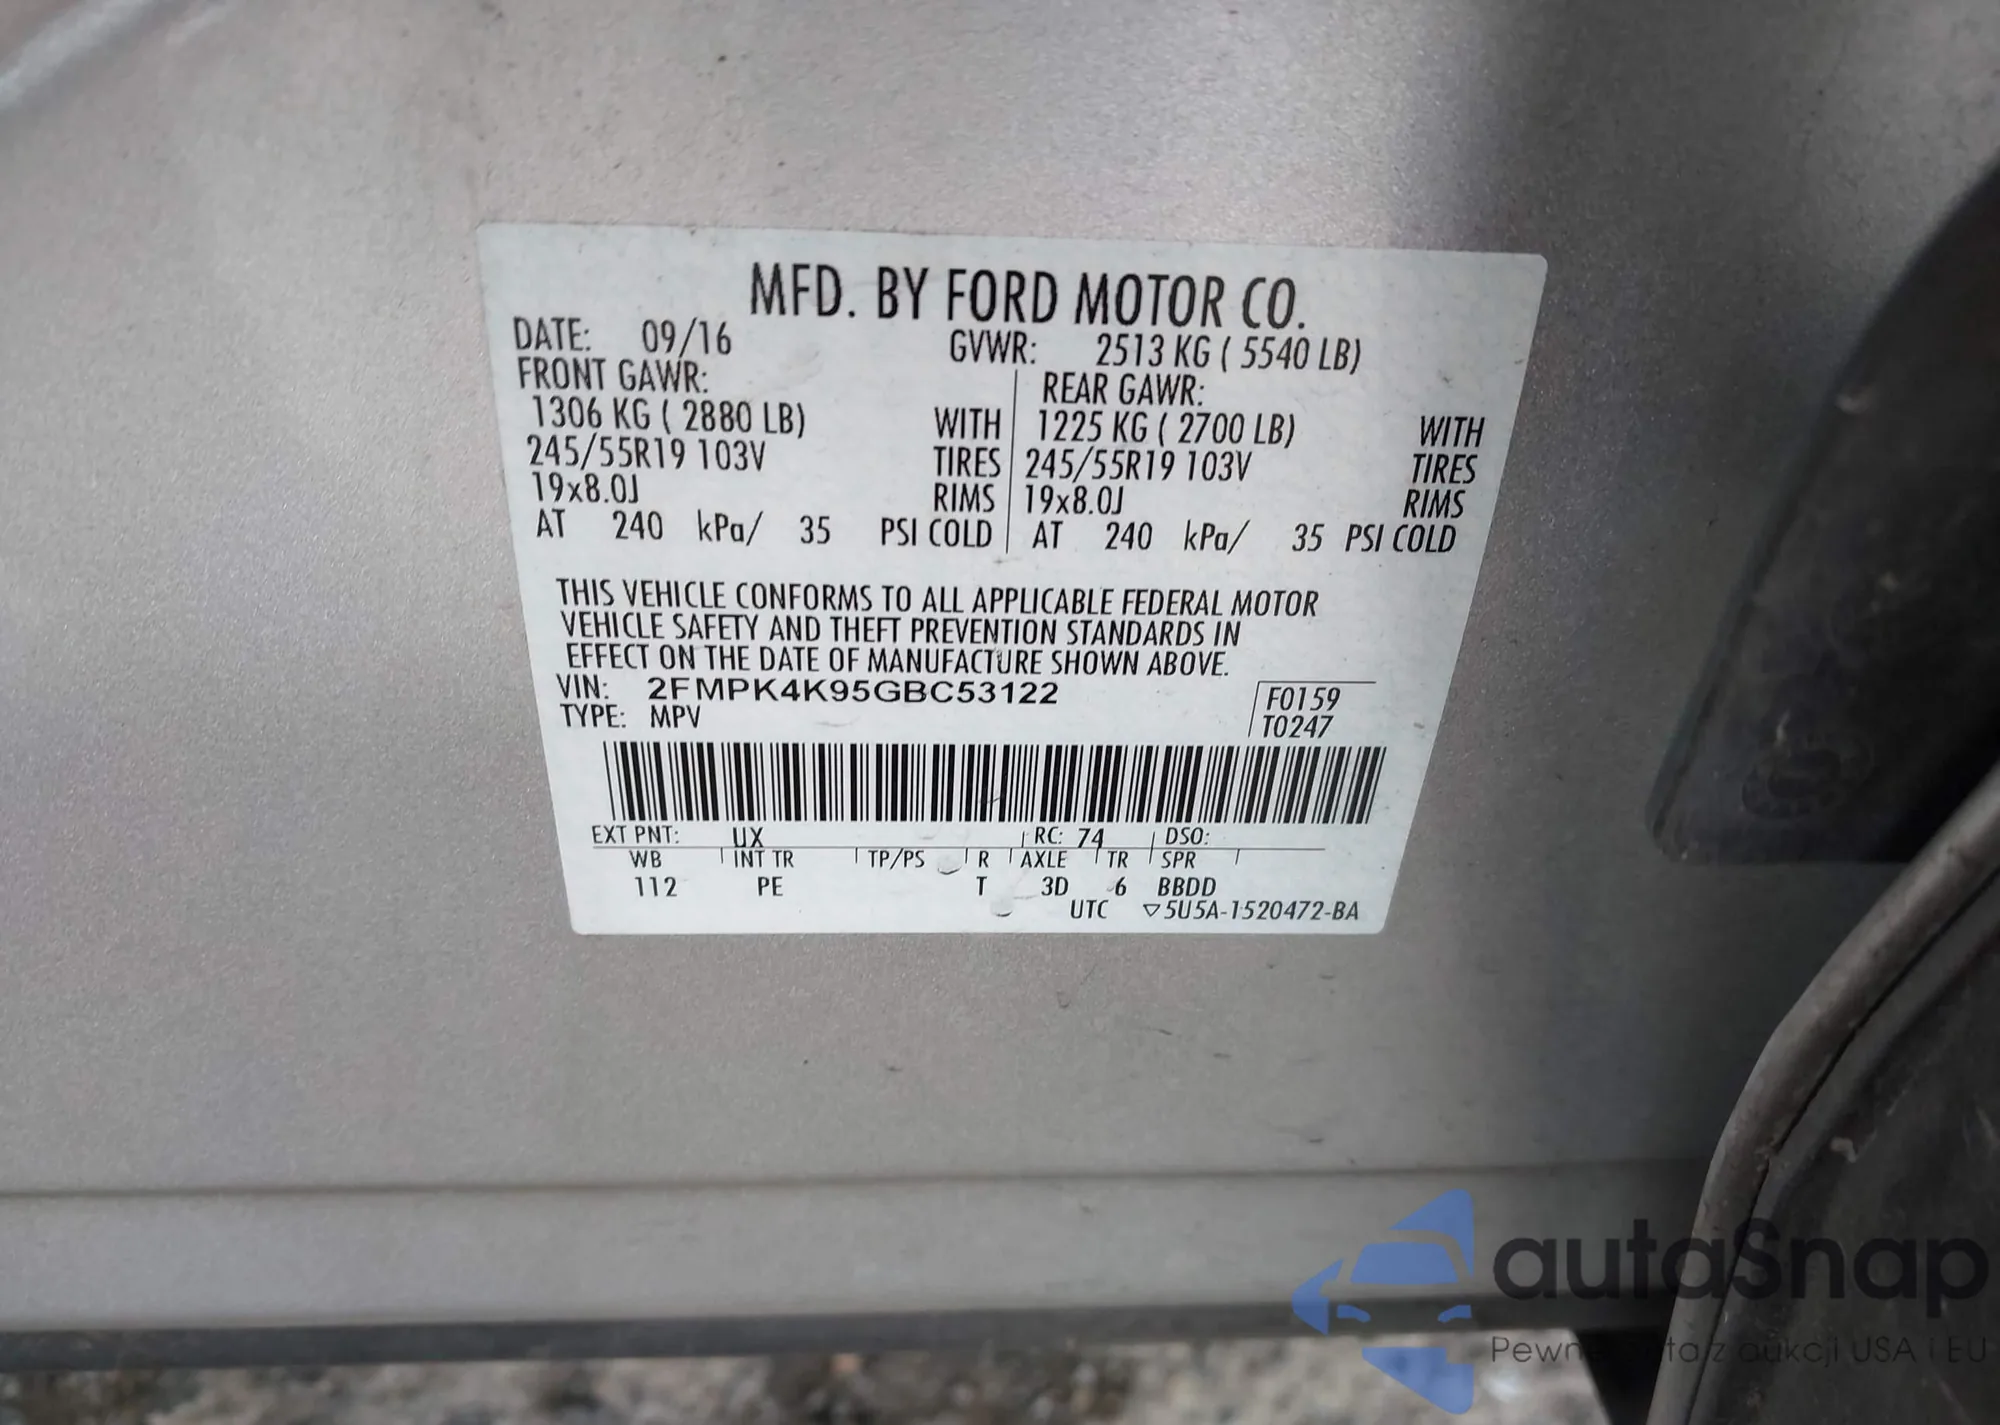 MFD. BY FORD MOTOR CO.
DATE: 09/16 GVWR: 2513 KG ( 5540 LB)
FRONT GAWR: REAR GAWR:
1306 KG ( 2880 LB) WITH 1225 KG ( 2700 LB) WITH
245/55R19 103V TIRES 245/55R19 103V TIRES
19x8.0J RIMS 19x8.0J RIMS
AT 240 kPa/ 35 PSI COLD AT 240 kPa/ 35 PSI COLD
THIS VEHICLE CONFORMS TO ALL APPLICABLE FEDERAL MOTOR
VEHICLE SAFETY AND THEFT PREVENTION STANDARDS IN
EFFECT ON THE DATE OF MANUFACTURE SHOWN ABOVE.
VIN: 2FMPK4K95GBC53122 F0159
TYPE: MPV T0247
EXT PNT: UX RC: 74 DSO:
WB INT TR TP/PS R AXLE TR SPR
112 PE T 3D 6 BBDD
UTC ▽5U5A-1520472-BA
autaSnap
aukcji USA i EU